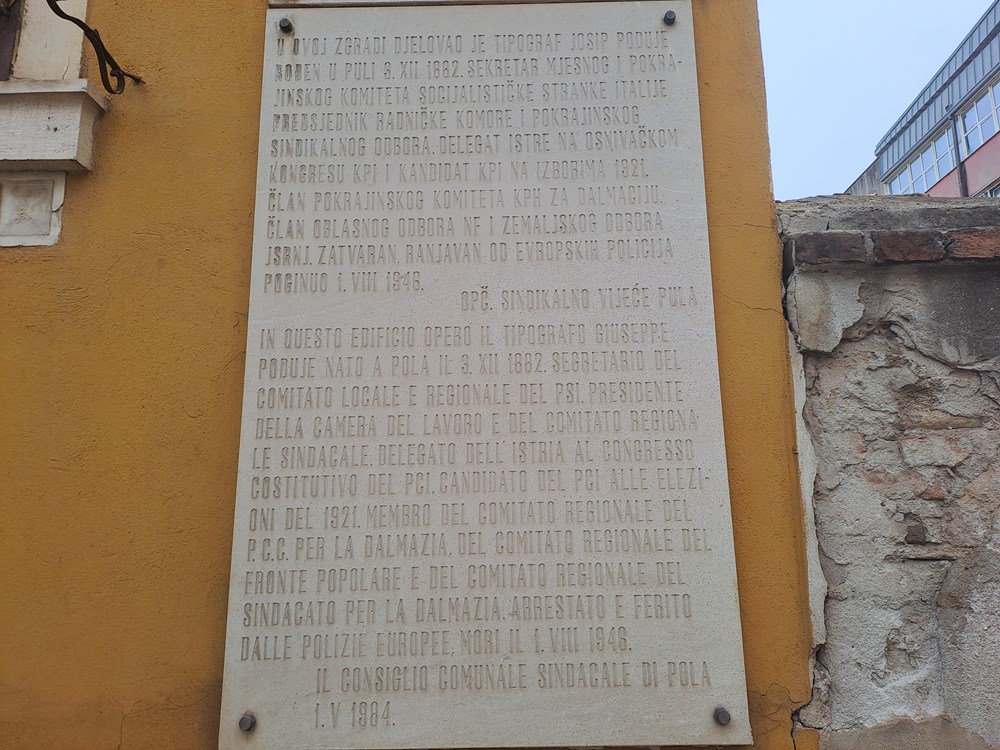 U OVOJ ZGRADI DJELOVAO JE TIPOGRAF JOSIP PODUJE
ROĐEN U PULI 3. XII 1882. SEKRETAR MJESNOG I POKRA-
JINSKOG KOMITETA SOCIJALISTIČKE STRANKE ITALIJE
PREDSJEDNIK RADNIČKE KOMORE I POKRAJINSKOG
SINDIKALNOG ODBORA. DELEGAT ISTRE NA OSNIVAČKOM
KONGRESU KPI I KANDIDAT KPI NA IZBORIMA 1921.
ČLAN POKRAJINSKOG KOMITETA KPH ZA DALMACIJU.
ČLAN OBLASNOG ODBORA NF I ZEMALJSKOG ODBORA
JSRNJ. ZATVARAN, RANJAVAN OD EVROPSKIH POLICIJA
POGINUO 1. VIII 1946.
OPĆ. SINDIKALNO VIJEĆE PULA
IN QUESTO EDIFICIO OPERÒ IL TIPOGRAFO GIUSEPPE
PODUJE NATO A POLA IL 3. XII 1882. SEGRETARIO DEL
COMITATO LOCALE E REGIONALE DEL PSI. PRESIDENTE
DELLA CAMERA DEL LAVORO E DEL COMITATO REGIONA-
LE SINDACALE. DELEGATO DELL'ISTRIA AL CONGRESSO
COSTITUTIVO DEL PCI. CANDIDATO DEL PCI ALLE ELEZI-
ONI DEL 1921. MEMBRO DEL COMITATO REGIONALE DEL
P.C.C. PER LA DALMAZIA, DEL COMITATO REGIONALE DEL
FRONTE POPOLARE E DEL COMITATO REGIONALE DEL
SINDACATO PER LA DALMAZIA. ARRESTATO E FERITO
DALLE POLIZIE EUROPEE, MORÌ IL 1. VIII 1946.
IL CONSIGLIO COMUNALE SINDACALE DI POLA
1. V 1984.